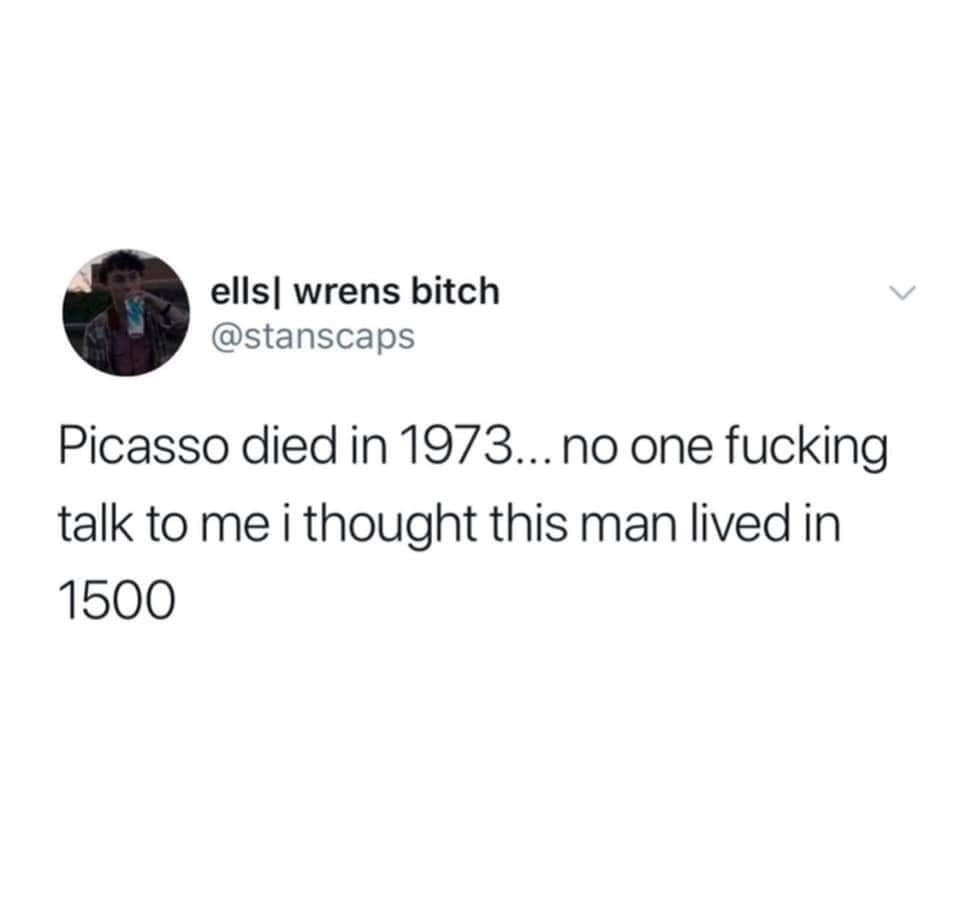 ells| wrens bitch
@stanscaps
Picasso died in 1973... no one fucking
talk to me i thought this man lived in
1500